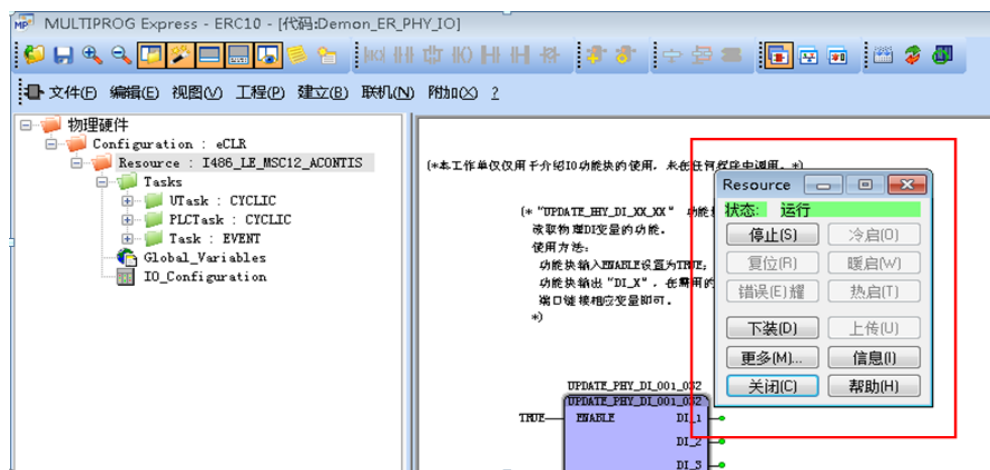 MULTIPROG Express - ERC10 - [代码:Demon_ER_PHY_IO]
文件(F) 编辑(E) 视图(V) 工程(P) 建立(B) 联机(N) 附加(X) ?
物理硬件
Configuration : eCLR
Resource : I486_LE_MSC12_ACONTIS
Tasks
UTask : CYCLIC
PLCTask : CYCLIC
Task : EVENT
Global_Variables
IO_Configuration
(*本工作单仅仅用于介绍IO功能块的使用，未在任何程序中调用。*)
(* "UPDATE_PHY_DI_XX_XX" 功能
读取物理DI变量的功能。
使用方法：
功能块输入ENABLE设置为TRUE；
功能块输出 "DI_X" ，在需用的
端口链接相应变量即可。
*)
UPDATE_PHY_DI_001_032
UPDATE_PHY_DI_001_032
TRUE ENABLE DI_1
DI_2
DI_3
Resource
状态: 运行
停止(S) 冷启(O)
复位(R) 暖启(W)
错误(E)耀 热启(T)
下装(D) 上传(U)
更多(M)... 信息(I)
关闭(C) 帮助(H)